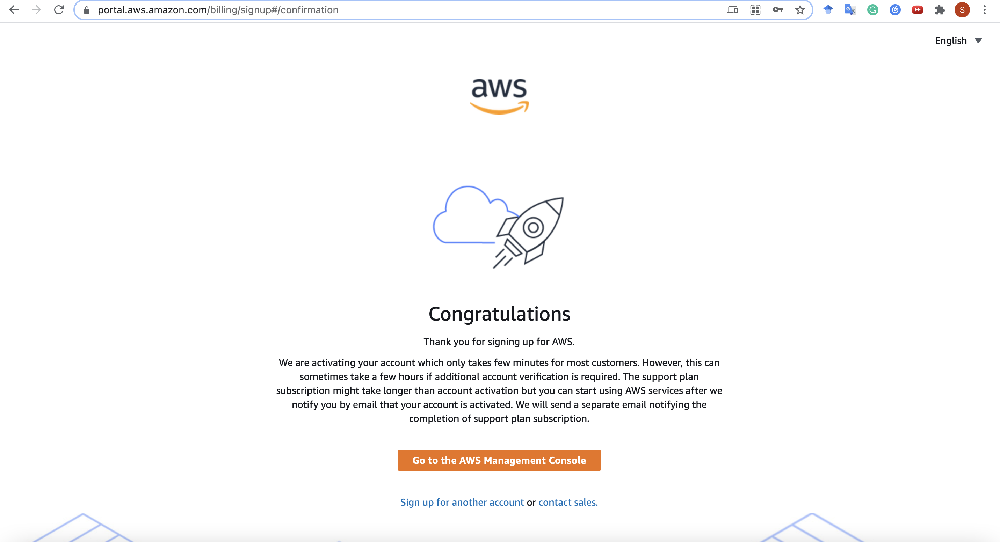 portal.aws.amazon.com/billing/signup#/confirmation
S
English
aws
Congratulations
Thank you for signing up for AWS.
We are activating your account which only takes few minutes for most customers. However, this can
sometimes take a few hours if additional account verification is required. The support plan
subscription might take longer than account activation but you can start using AWS services after we
notify you by email that your account is activated. We will send a separate email notifying the
completion of support plan subscription.
Go to the AWS Management Console
Sign up for another account or contact sales.